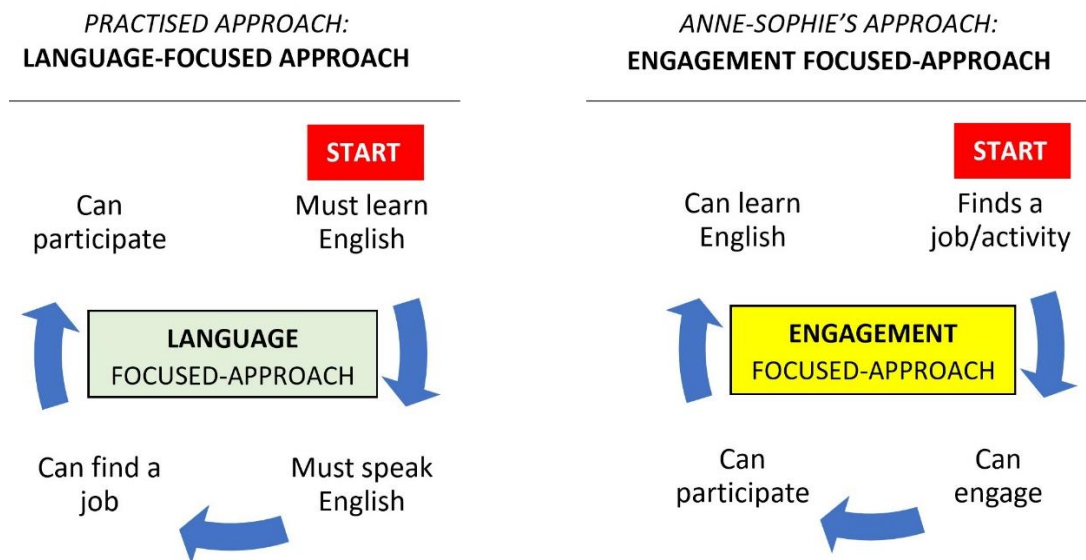 PRACTISED APPROACH:
LANGUAGE-FOCUSED APPROACH
START
Can
participate
Must learn
English
LANGUAGE
FOCUSED-APPROACH
Can find a
job
Must speak
English
ANNE-SOPHIE'S APPROACH:
ENGAGEMENT FOCUSED-APPROACH
START
Can learn
English
Finds a
job/activity
ENGAGEMENT
FOCUSED-APPROACH
Can
participate
Can
engage